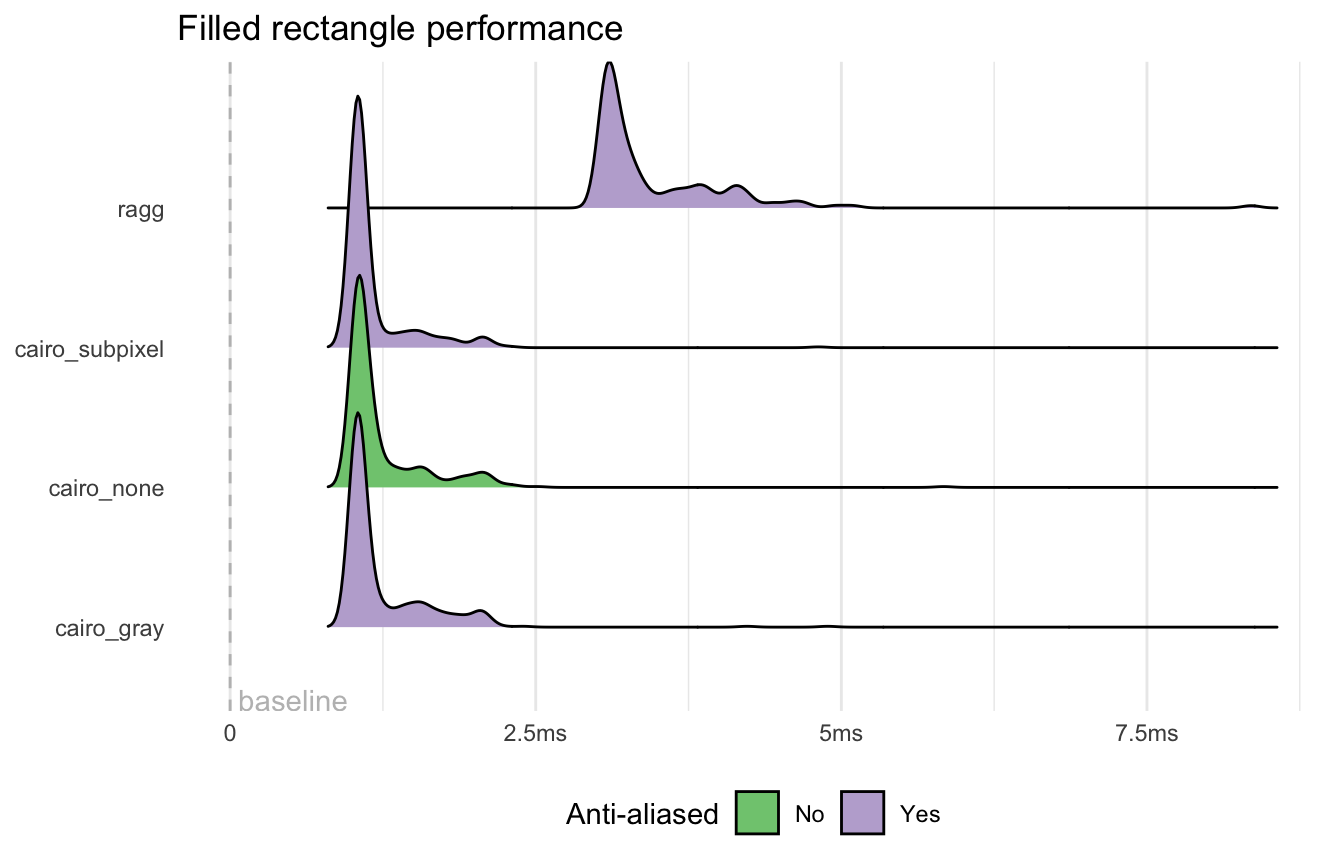 Filled rectangle performance
ragg
cairo_subpixel
cairo_none
cairo_gray
baseline
0 2.5ms 5ms 7.5ms
Anti-aliased No Yes